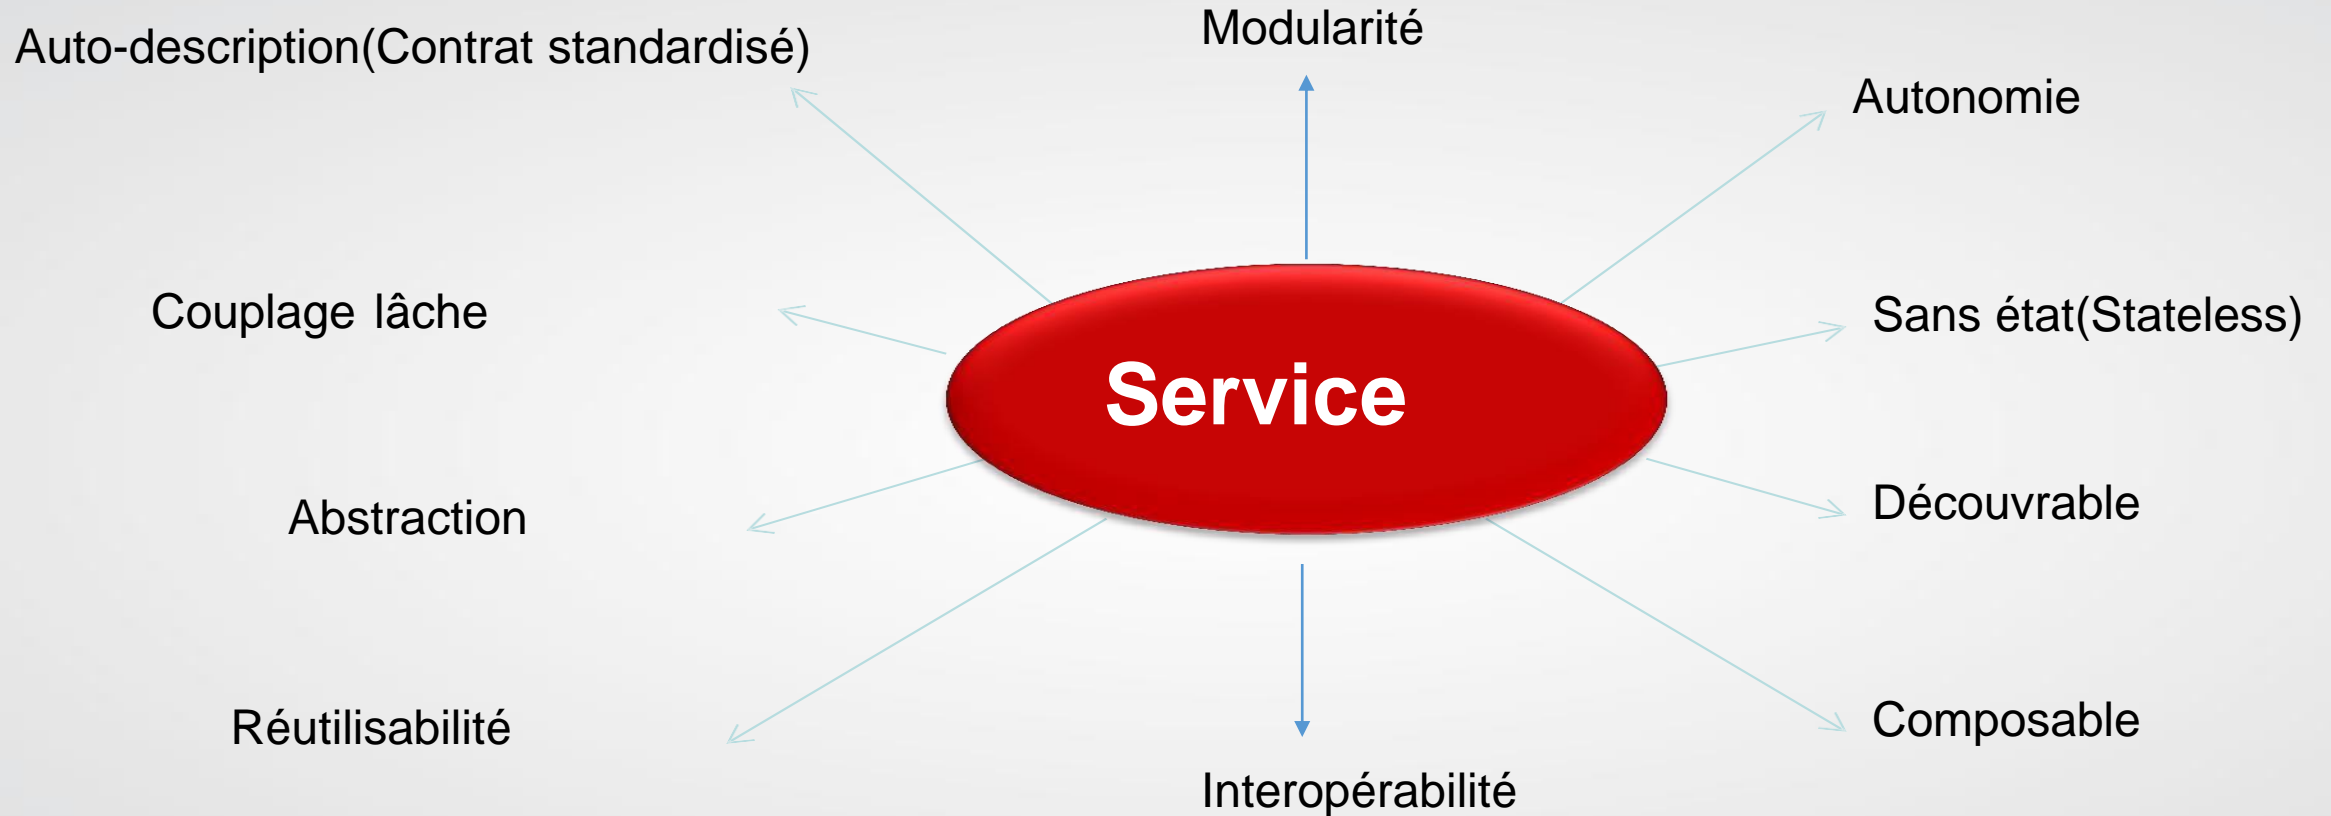 Modularité
Auto-description(Contrat standardisé)
Autonomie
Couplage lâche
Sans état(Stateless)
Service
Abstraction
Découvrable
Réutilisabilité
Composable
Interopérabilité